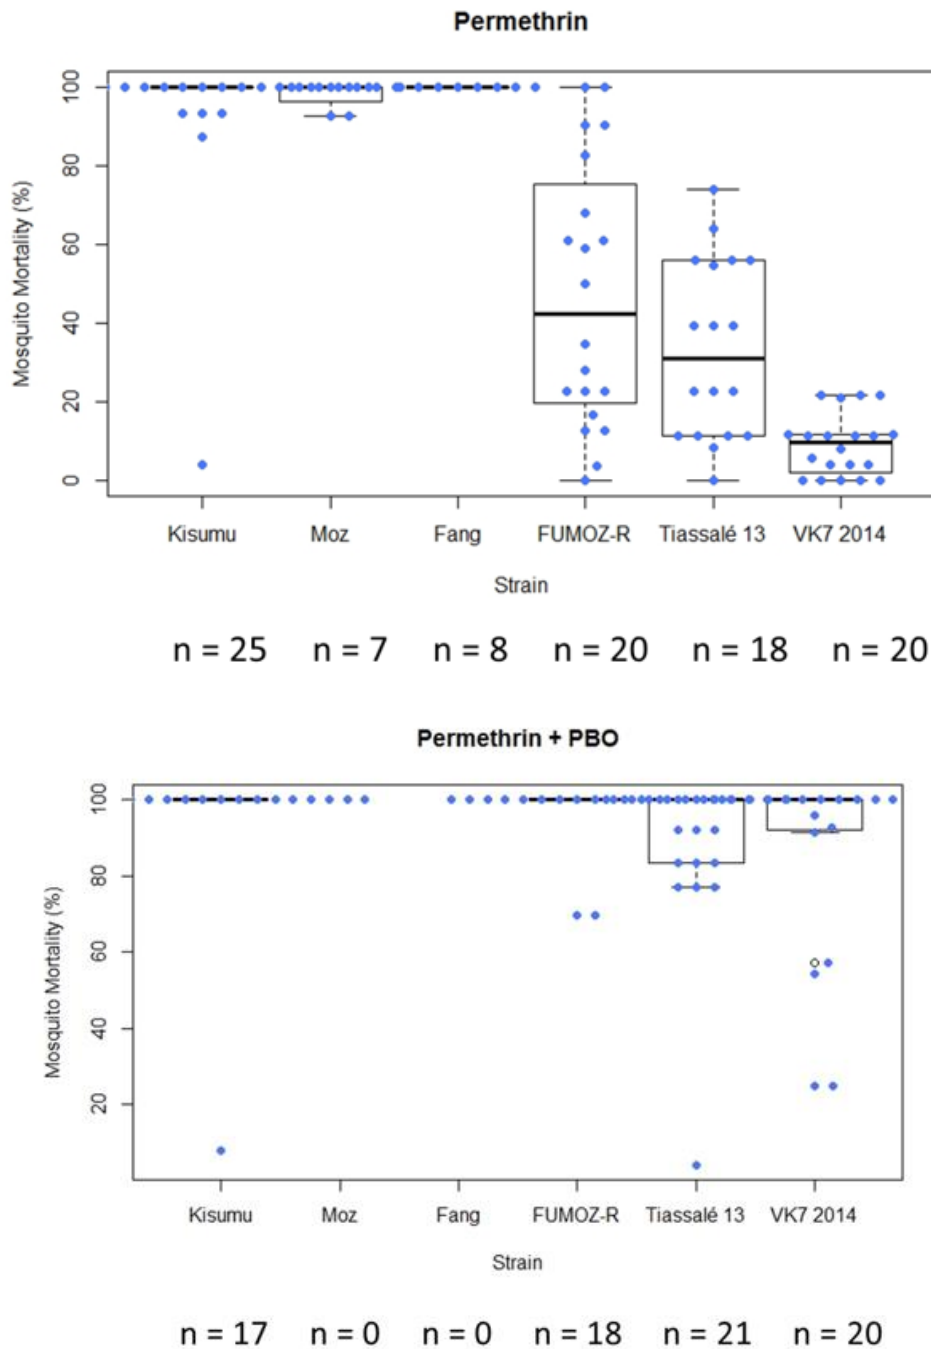 Permethrin
Mosquito Mortality (%)
100
80
60
40
20
0
Kisumu Moz Fang FUMOZ-R Tiassalé 13 VK7 2014
Strain
n = 25 n = 7 n = 8 n = 20 n = 18 n = 20
Permethrin + PBO
Mosquito Mortality (%)
100
80
60
40
20
Kisumu Moz Fang FUMOZ-R Tiassalé 13 VK7 2014
Strain
n = 17 n = 0 n = 0 n = 18 n = 21 n = 20